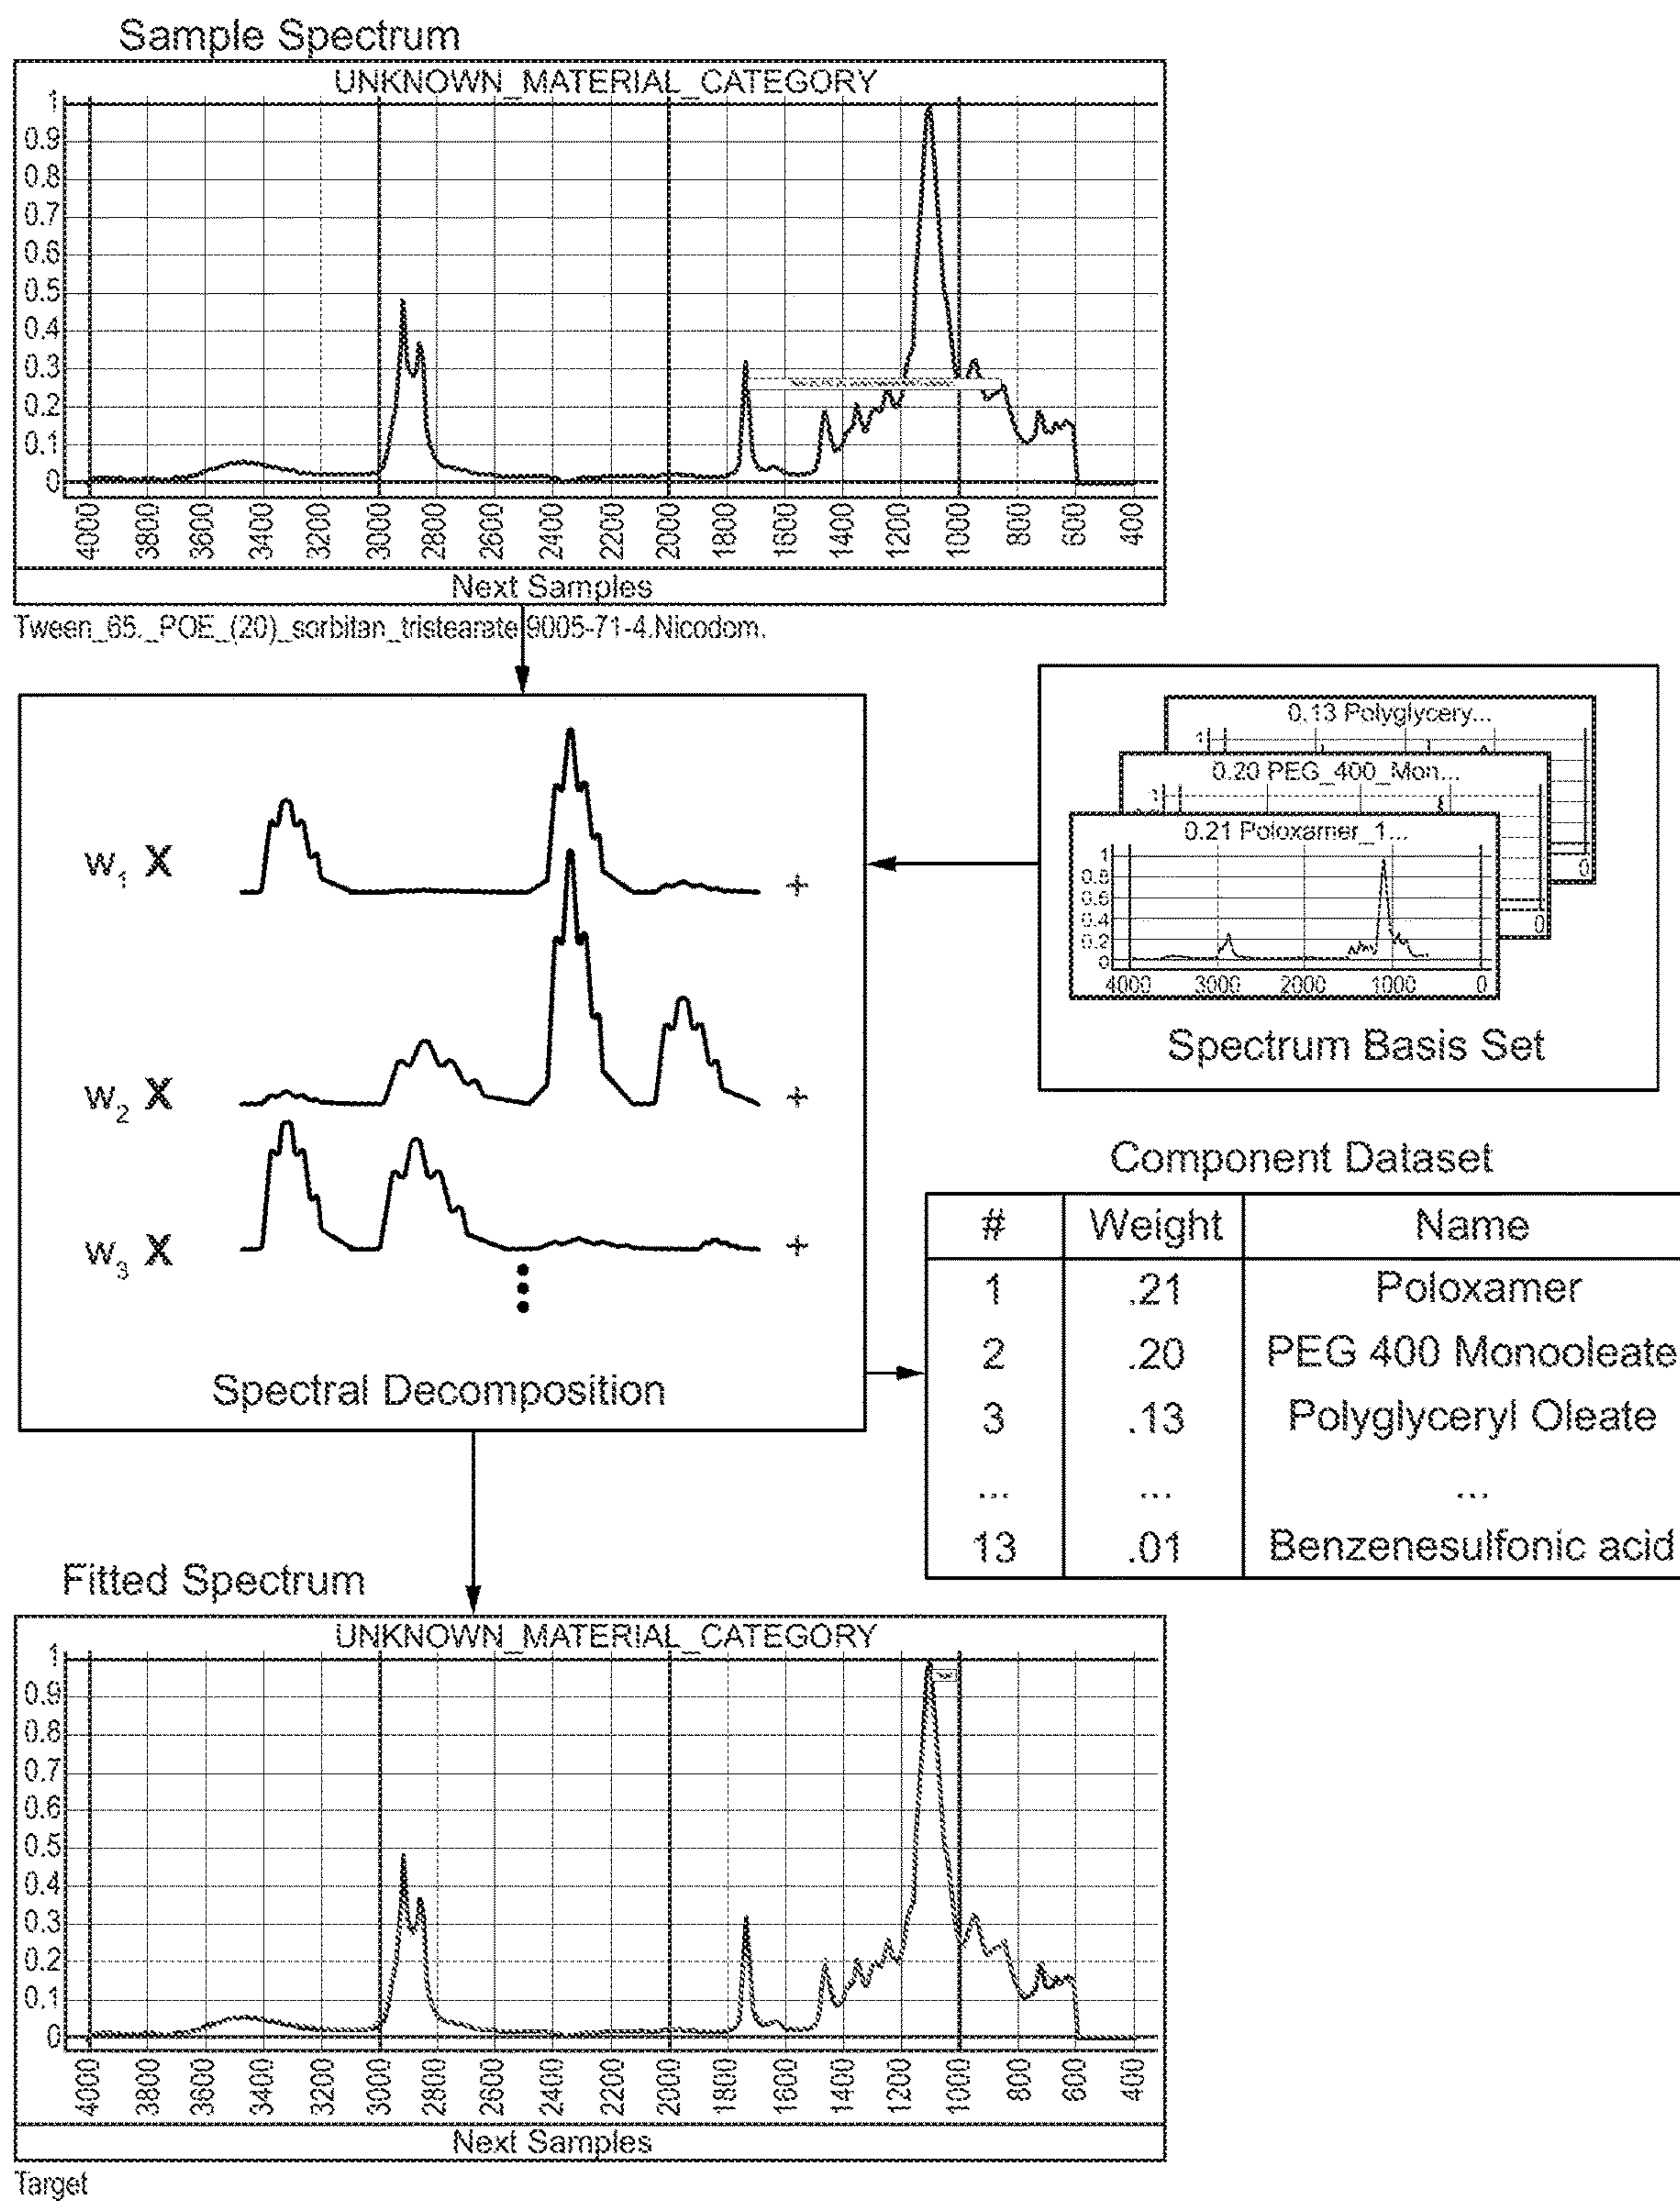 Sample Spectrum
UNKNOWN_MATERIAL_CATEGORY
1
0.9
0.8
0.7
0.6
0.5
0.4
0.3
0.2
0.1
0
4000 3800 3600 3400 3200 3000 2800 2600 2400 2200 2000 1800 1600 1400 1200 1000 800 600 400
Next Samples
Tween_65._POE_(20)_sorbitan_tristearate 9005-71-4.Nicodom.
0.13 Polyglycery...
1
0
0.20 PEG_400_Mon...
1
0
0.21 Poloxamer_1...
1
0.8
0.6
0.4
0.2
0
4000 3000 2000 1000 0
Spectrum Basis Set
w1 X +
w2 X +
w3 X +
Spectral Decomposition
Component Dataset
# Weight Name
1 .21 Poloxamer
2 .20 PEG 400 Monooleate
3 .13 Polyglyceryl Oleate
... ... ...
13 .01 Benzenesulfonic acid
Fitted Spectrum
UNKNOWN_MATERIAL_CATEGORY
1
0.9
0.8
0.7
0.6
0.5
0.4
0.3
0.2
0.1
0
4000 3800 3600 3400 3200 3000 2800 2600 2400 2200 2000 1800 1600 1400 1200 1000 800 600 400
Next Samples
Target